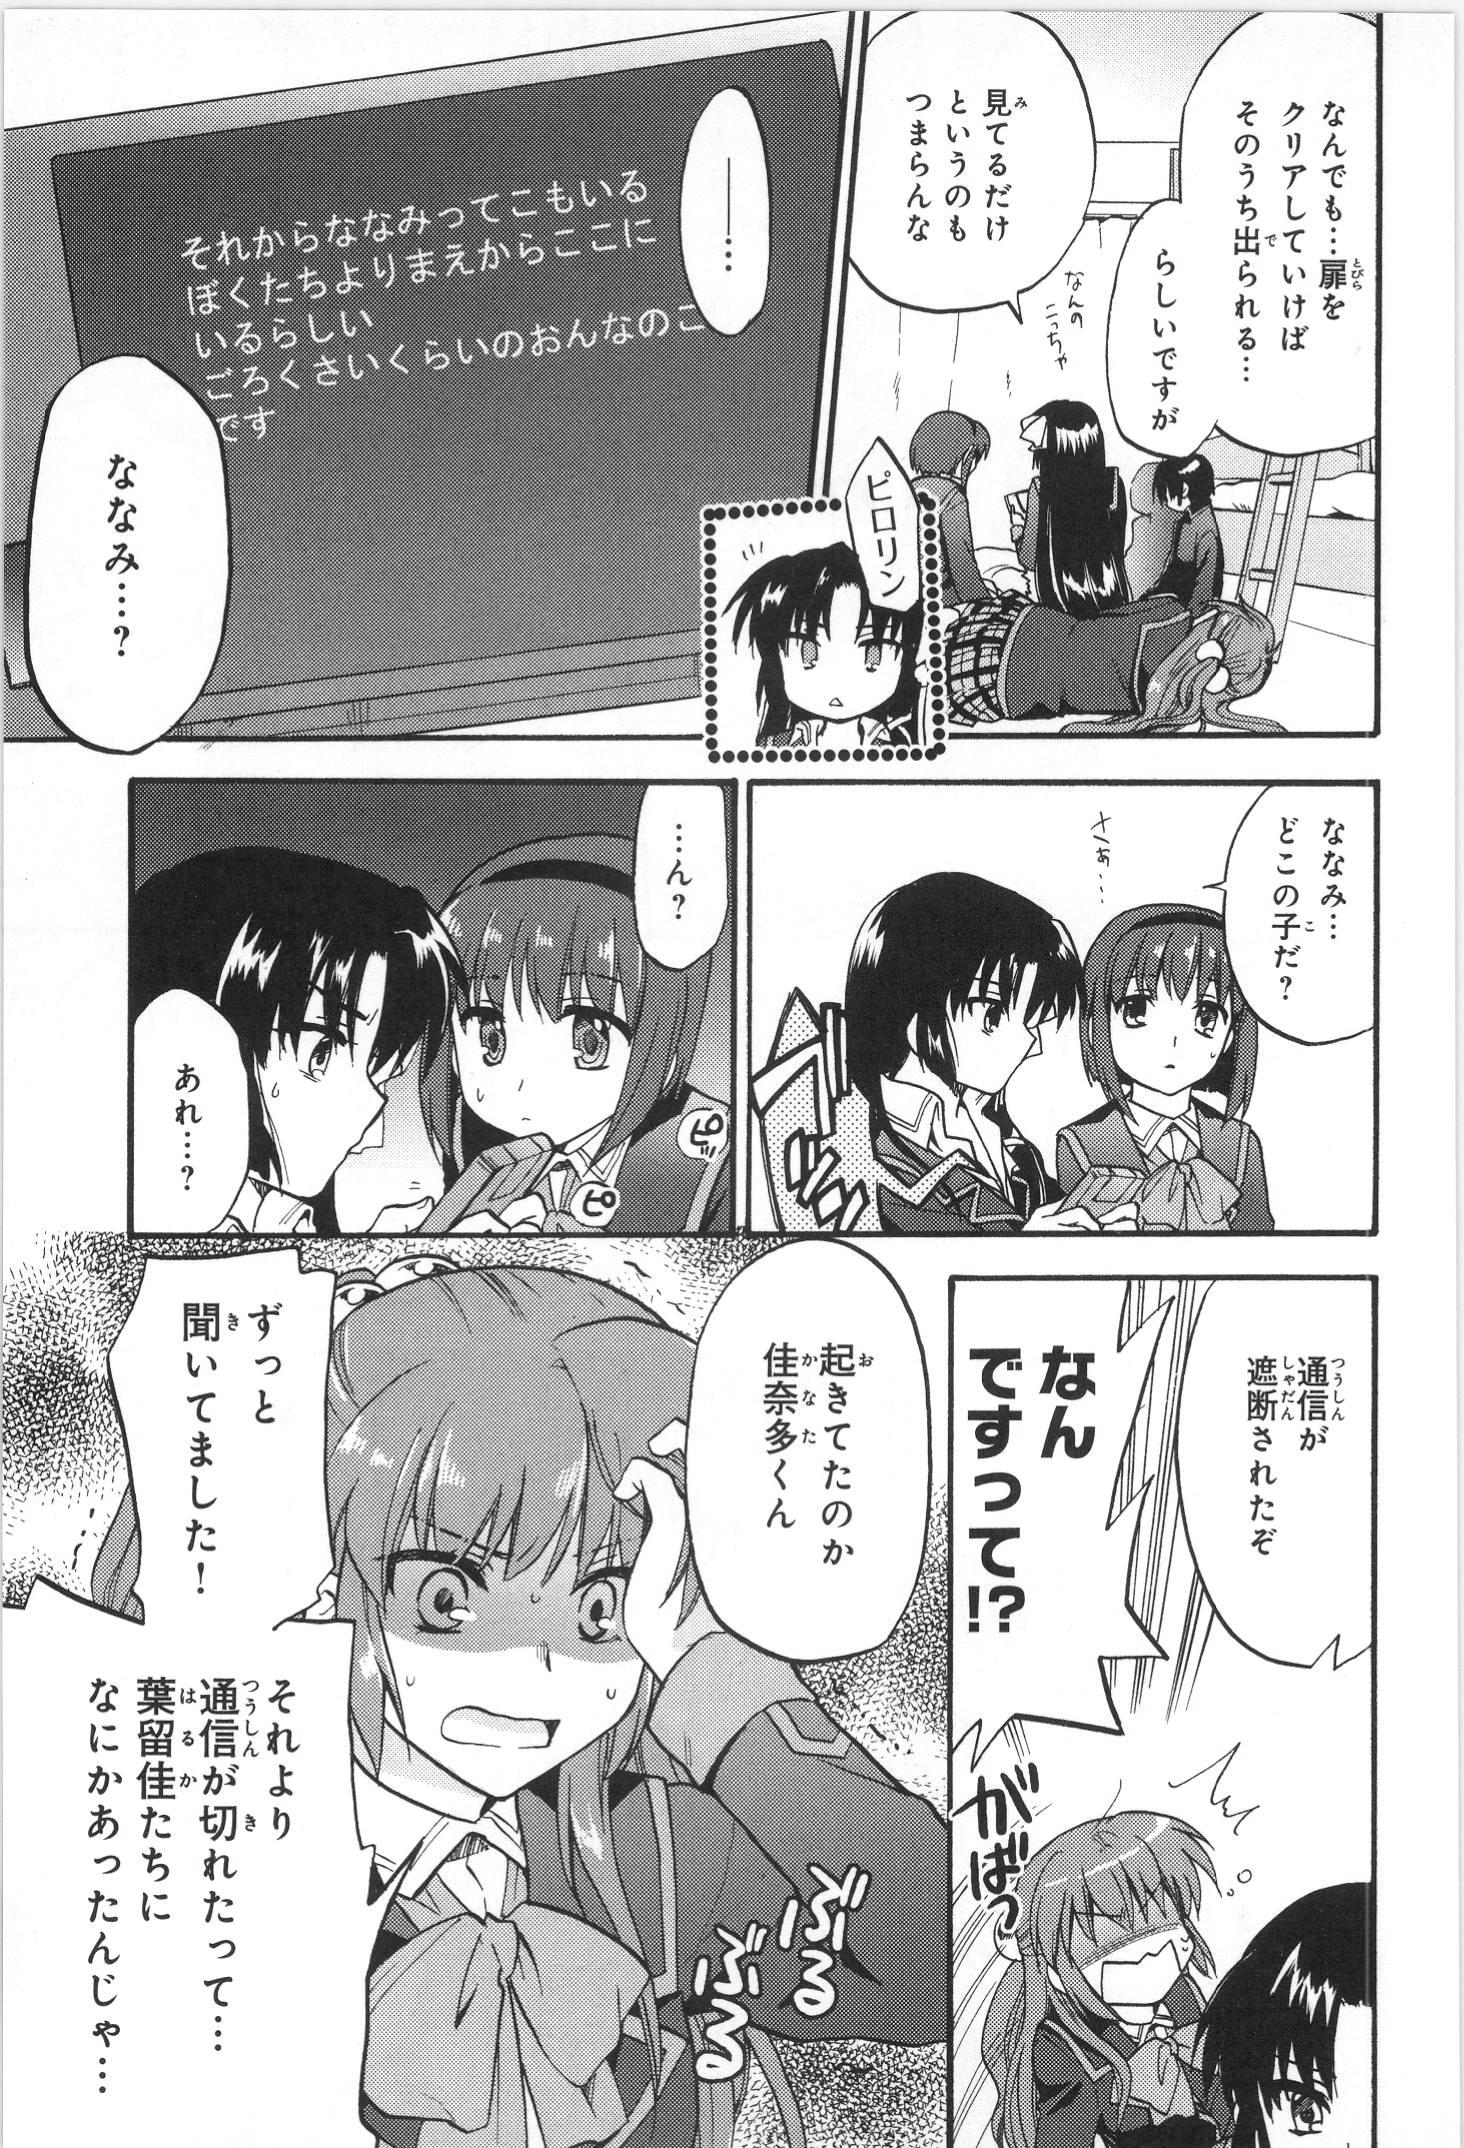 なんでも…扉を
クリアしていけば
そのうち出られる…
らしいですが
見てるだけ
というのも
つまらんな
なんの
こっちゃ
ピロリン
───…
それからななみってこもいる
ぼくたちよりまえからここに
いるらしい
ごろくさいくらいのおんなのこ
です
ななみ…?
ななみ…
どこの子だ?
さぁ…
…ん?
ピッ
ピ
あれ…?
通信が
遮断されたぞ
なん
ですって!?
がばっ
起きてたのか
佳奈多くん
ずっと
聞いてました!
ぶる
ぶる
それより
通信が切れたって…
葉留佳たちに
なにかあったんじゃ…